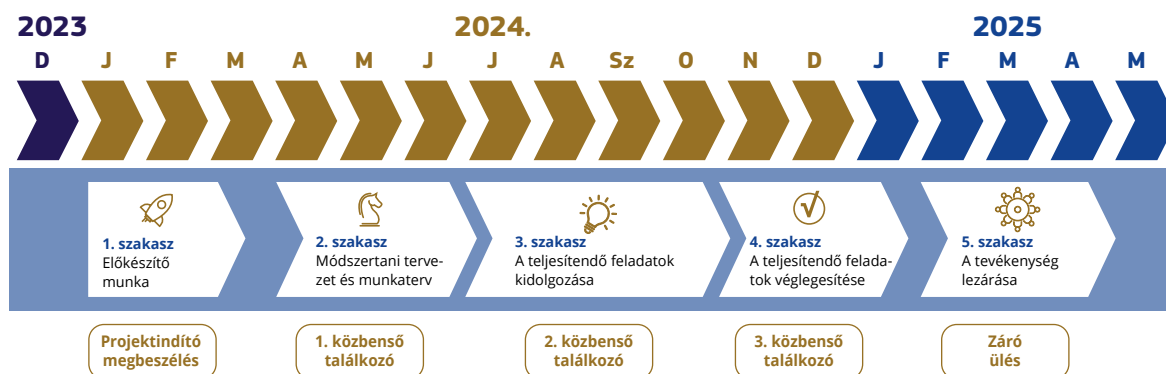 2023 2024. 2025
D J F M A M J J A Sz O N D J F M A M
1. szakasz
Előkészítő
munka
2. szakasz
Módszertani terve-
zet és munkaterv
3. szakasz
A teljesítendő feladatok
kidolgozása
4. szakasz
A teljesítendő felada-
tok véglegesítése
5. szakasz
A tevékenység
lezárása
Projektindító
megbeszélés
1. közbenső
találkozó
2. közbenső
találkozó
3. közbenső
találkozó
Záró
ülés